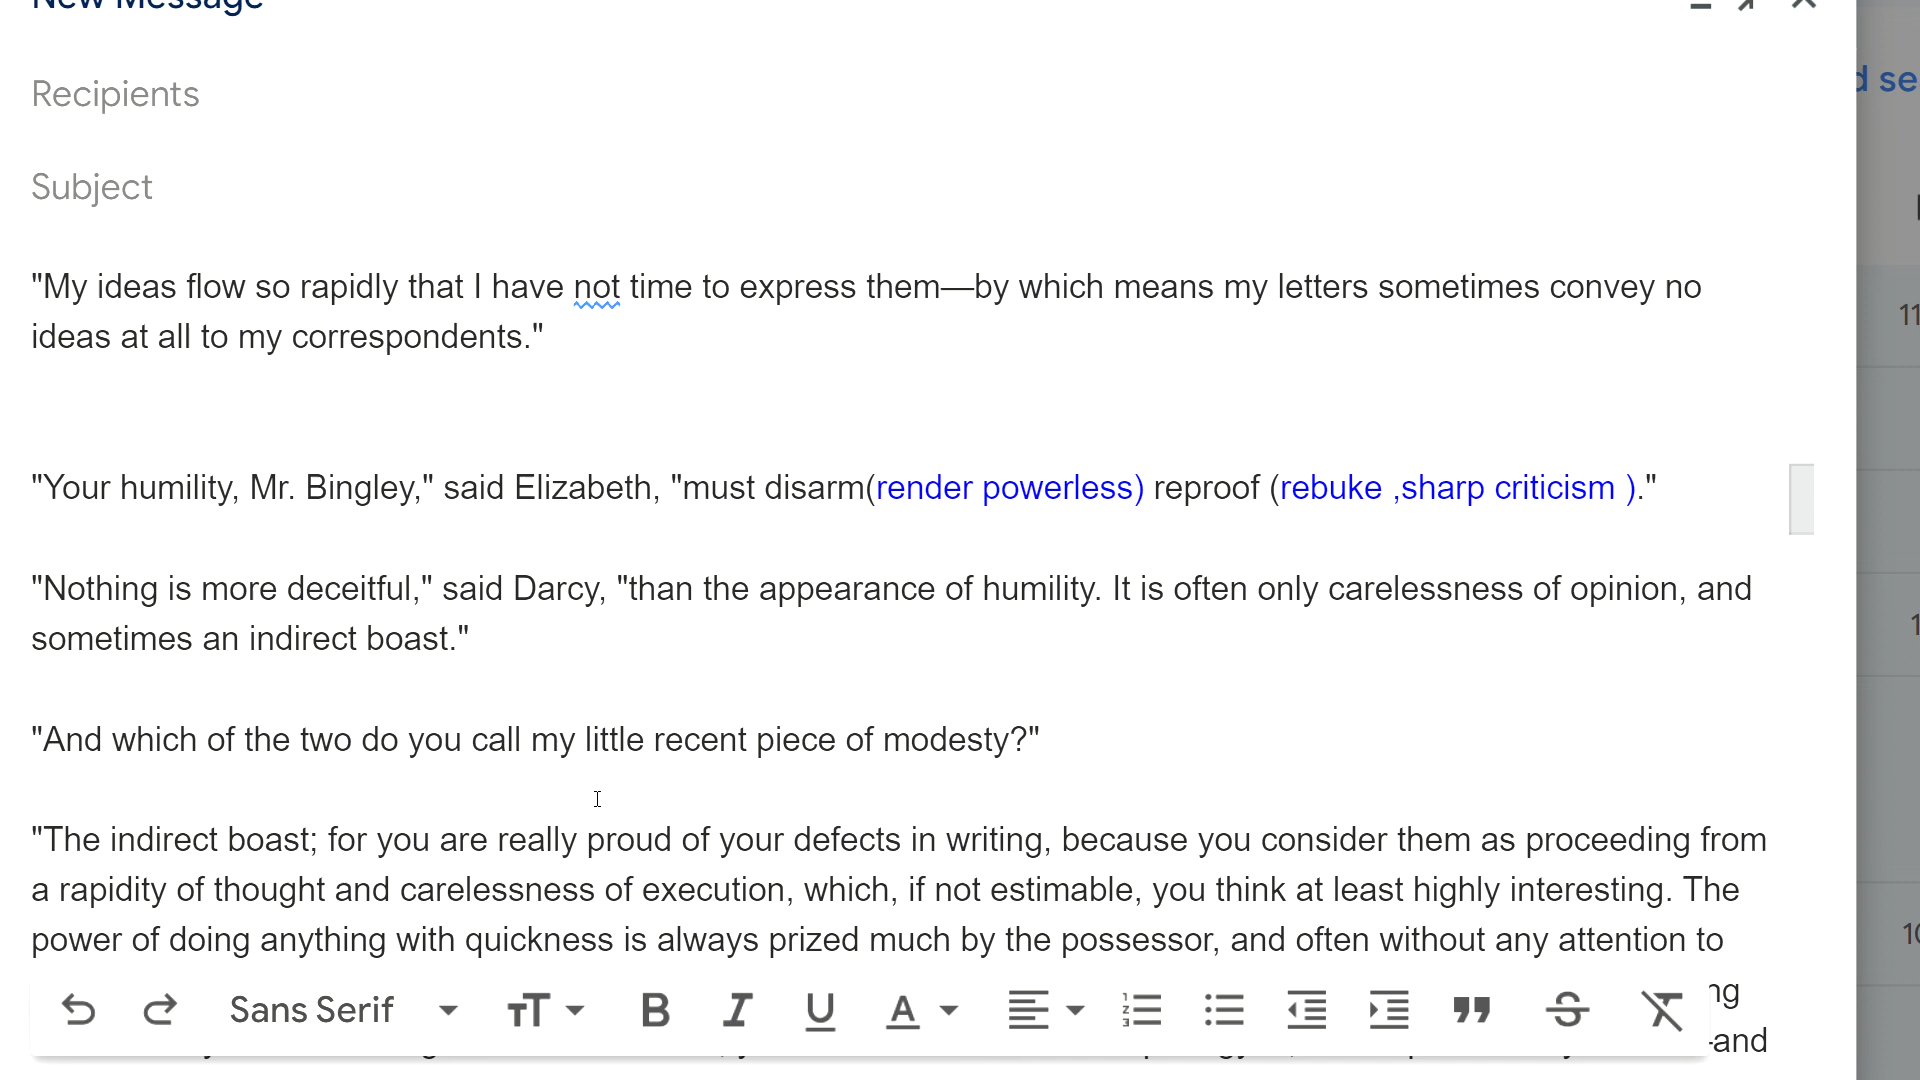 New Message
Recipients
Subject
"My ideas flow so rapidly that I have not time to express them—by which means my letters sometimes convey no
ideas at all to my correspondents."
"Your humility, Mr. Bingley," said Elizabeth, "must disarm(render powerless) reproof (rebuke ,sharp criticism )."
"Nothing is more deceitful," said Darcy, "than the appearance of humility. It is often only carelessness of opinion, and
sometimes an indirect boast."
"And which of the two do you call my little recent piece of modesty?"
"The indirect boast; for you are really proud of your defects in writing, because you consider them as proceeding from
a rapidity of thought and carelessness of execution, which, if not estimable, you think at least highly interesting. The
power of doing anything with quickness is always prized much by the possessor, and often without any attention to
Sans Serif
and